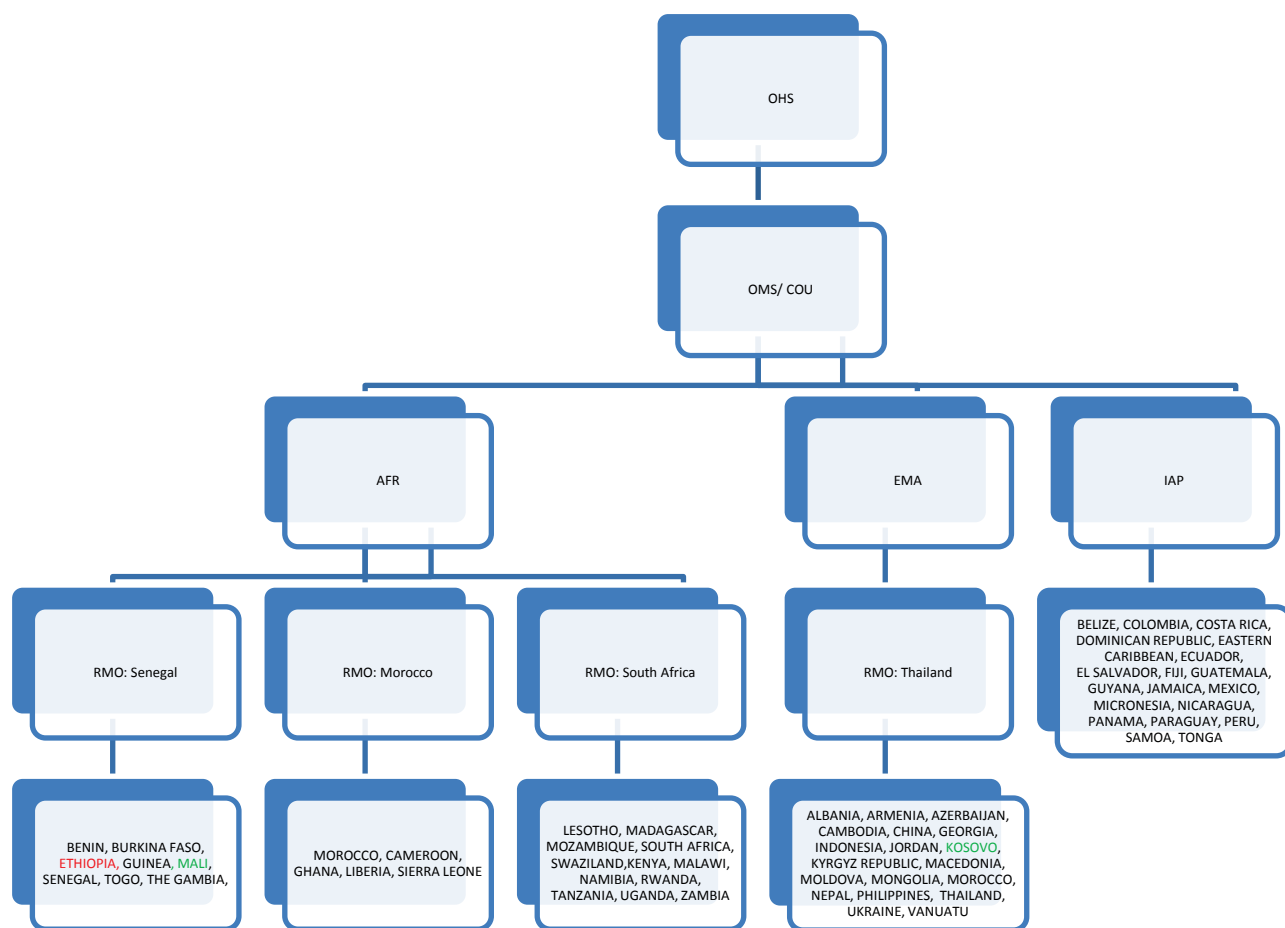 OHS
OMS/ COU
AFR
EMA
IAP
RMO: Senegal
RMO: Morocco
RMO: South Africa
RMO: Thailand
BELIZE, COLOMBIA, COSTA RICA,
DOMINICAN REPUBLIC, EASTERN
CARIBBEAN, ECUADOR,
EL SALVADOR, FIJI, GUATEMALA,
GUYANA, JAMAICA, MEXICO,
MICRONESIA, NICARAGUA,
PANAMA, PARAGUAY, PERU,
SAMOA, TONGA
BENIN, BURKINA FASO,
ETHIOPIA, GUINEA, MALI,
SENEGAL, TOGO, THE GAMBIA,
MOROCCO, CAMEROON,
GHANA, LIBERIA, SIERRA LEONE
LESOTHO, MADAGASCAR,
MOZAMBIQUE, SOUTH AFRICA,
SWAZILAND,KENYA, MALAWI,
NAMIBIA, RWANDA,
TANZANIA, UGANDA, ZAMBIA
ALBANIA, ARMENIA, AZERBAIJAN,
CAMBODIA, CHINA, GEORGIA,
INDONESIA, JORDAN, KOSOVO,
KYRGYZ REPUBLIC, MACEDONIA,
MOLDOVA, MONGOLIA, MOROCCO,
NEPAL, PHILIPPINES, THAILAND,
UKRAINE, VANUATU